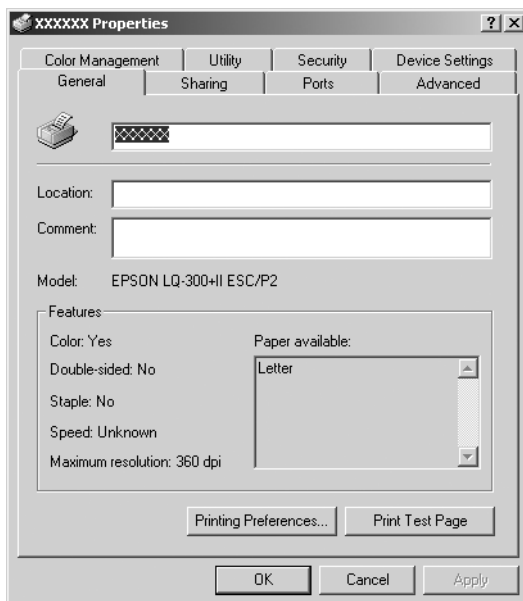 XXXXXX Properties
? X
Color Management Utility Security Device Settings
General Sharing Ports Advanced
XXXXXX
Location:
Comment:
Model: EPSON LQ-300+II ESC/P2
Features
Color: Yes Paper available:
Double-sided: No Letter
Staple: No
Speed: Unknown
Maximum resolution: 360 dpi
Printing Preferences... Print Test Page
OK Cancel Apply